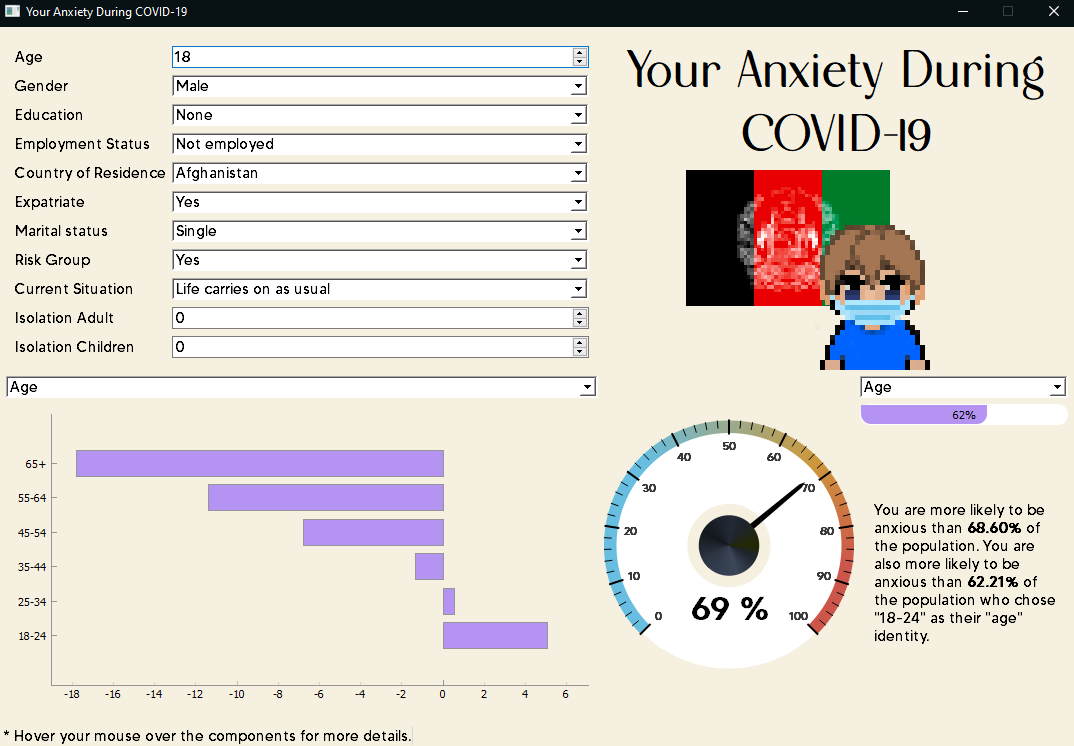 Your Anxiety During COVID-19
Age 18
Gender Male
Education None
Employment Status Not employed
Country of Residence Afghanistan
Expatriate Yes
Marital status Single
Risk Group Yes
Current Situation Life carries on as usual
Isolation Adult 0
Isolation Children 0
Your Anxiety During
COVID-19
Age
Age
62%
65+
55-64
45-54
35-44
25-34
18-24
-18 -16 -14 -12 -10 -8 -6 -4 -2 0 2 4 6
0
10
20
30
40
50
60
70
80
90
100
69 %
You are more likely to be
anxious than 68.60% of
the population. You are
also more likely to be
anxious than 62.21% of
the population who chose
"18-24" as their "age"
identity.
* Hover your mouse over the components for more details.